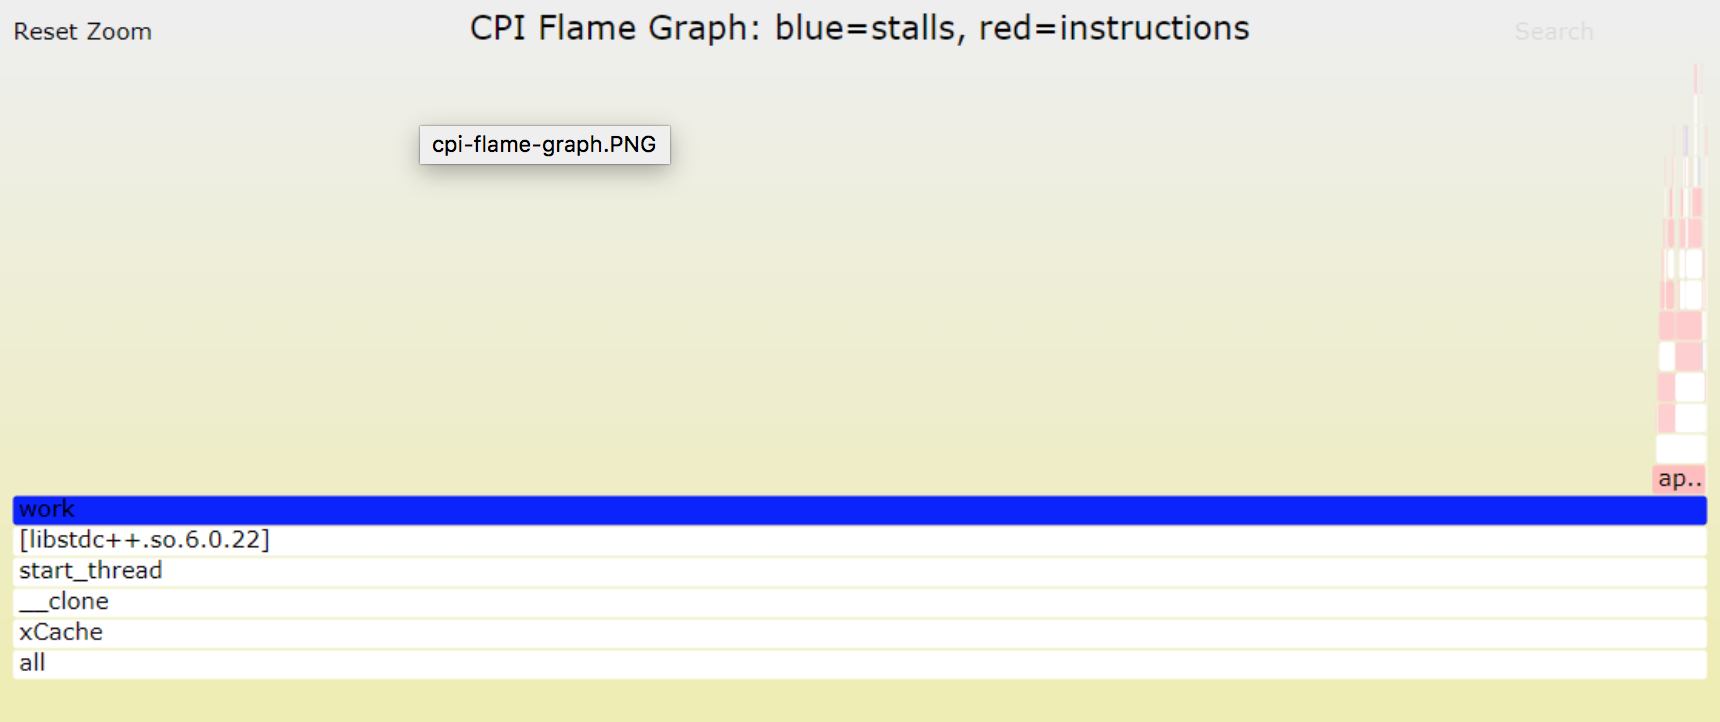 Reset Zoom
CPI Flame Graph: blue=stalls, red=instructions
Search
cpi-flame-graph.PNG
ap..
work
[libstdc++.so.6.0.22]
start_thread
__clone
xCache
all